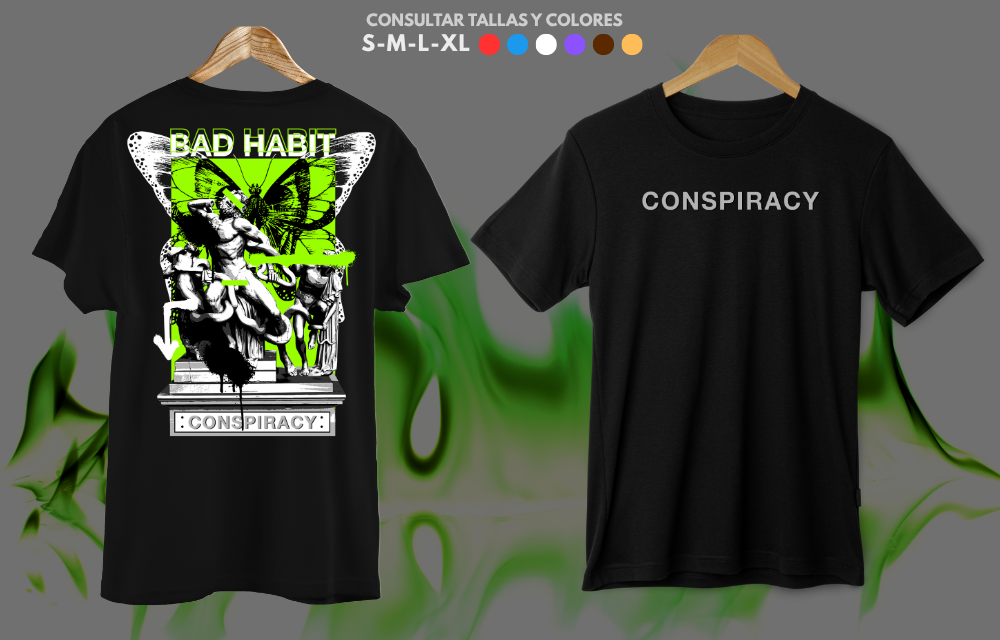 CONSULTAR TALLAS Y COLORES
S-M-L-XL
BAD HABIT
:CONSPIRACY:
CONSPIRACY